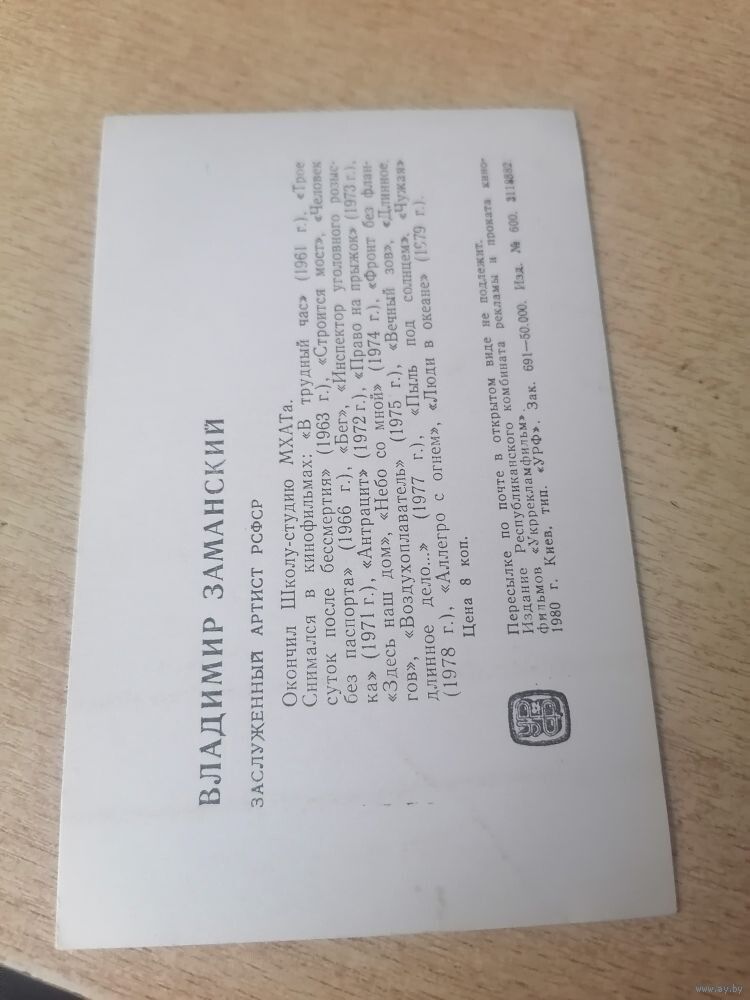 ВЛАДИМИР ЗАМАНСКИЙ
ЗАСЛУЖЕННЫЙ АРТИСТ РСФСР
Окончил Школу-студию МХАТа.
Снимался в кинофильмах: «В трудный час» (1961 г.), «Трое
суток после бессмертия» (1963 г.), «Строится мост», «Человек
без паспорта» (1966 г.), «Бег», «Инспектор уголовного розыс-
ка» (1971 г.), «Антрацит» (1972 г.), «Право на прыжок» (1973 г.),
«Здесь наш дом», «Небо со мной» (1974 г.), «Фронт без флан-
гов», «Воздухоплаватель» (1975 г.), «Вечный зов», «Длинное,
длинное дело...» (1977 г.), «Пыль под солнцем», «Чужая»
(1978 г.), «Аллегро с огнем», «Люди в океане» (1979 г.).
Цена 8 коп.
Пересылке по почте в открытом виде не подлежит.
Издание Республиканского комбината рекламы и проката кино-
фильмов «Укррекламфильм».
1980 г. Киев, тип. «УРФ». Зак. 691—50.000. Изд. № 600. 3118882
УРФ
www.ay.by